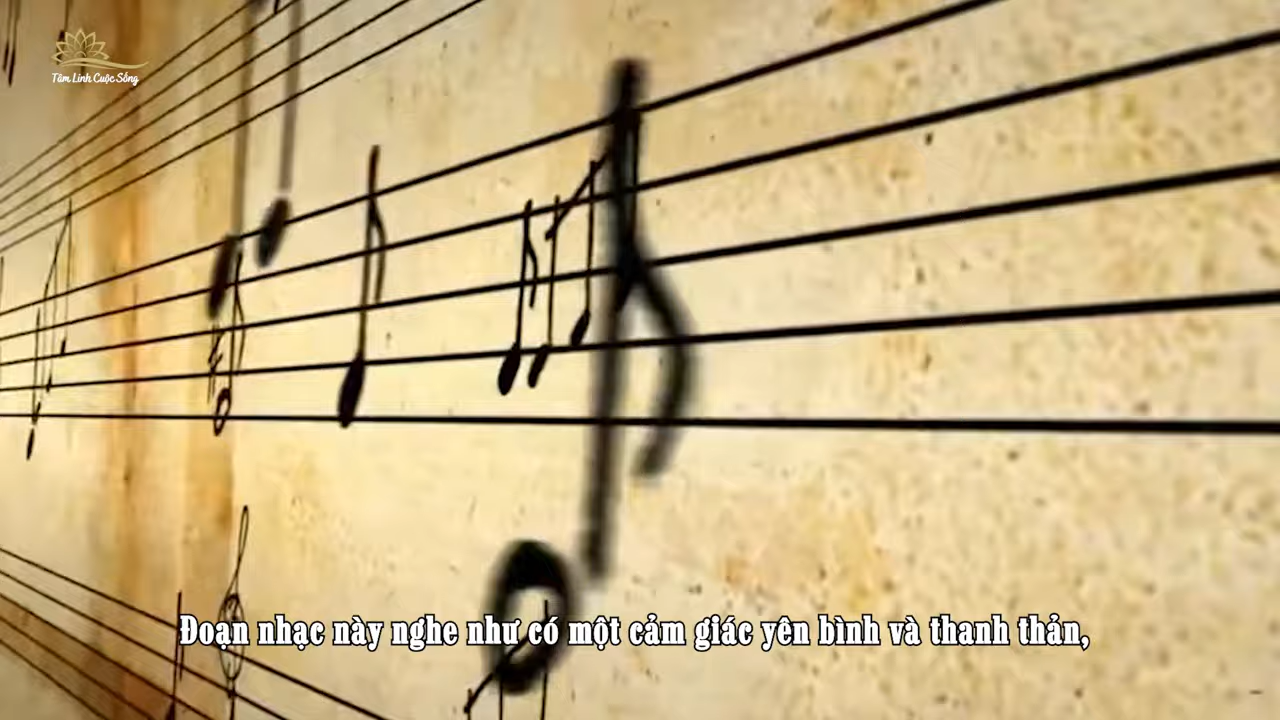 Tâm Linh Cuộc Sống
Đoạn nhạc này nghe như có một cảm giác yên bình và thanh thản,